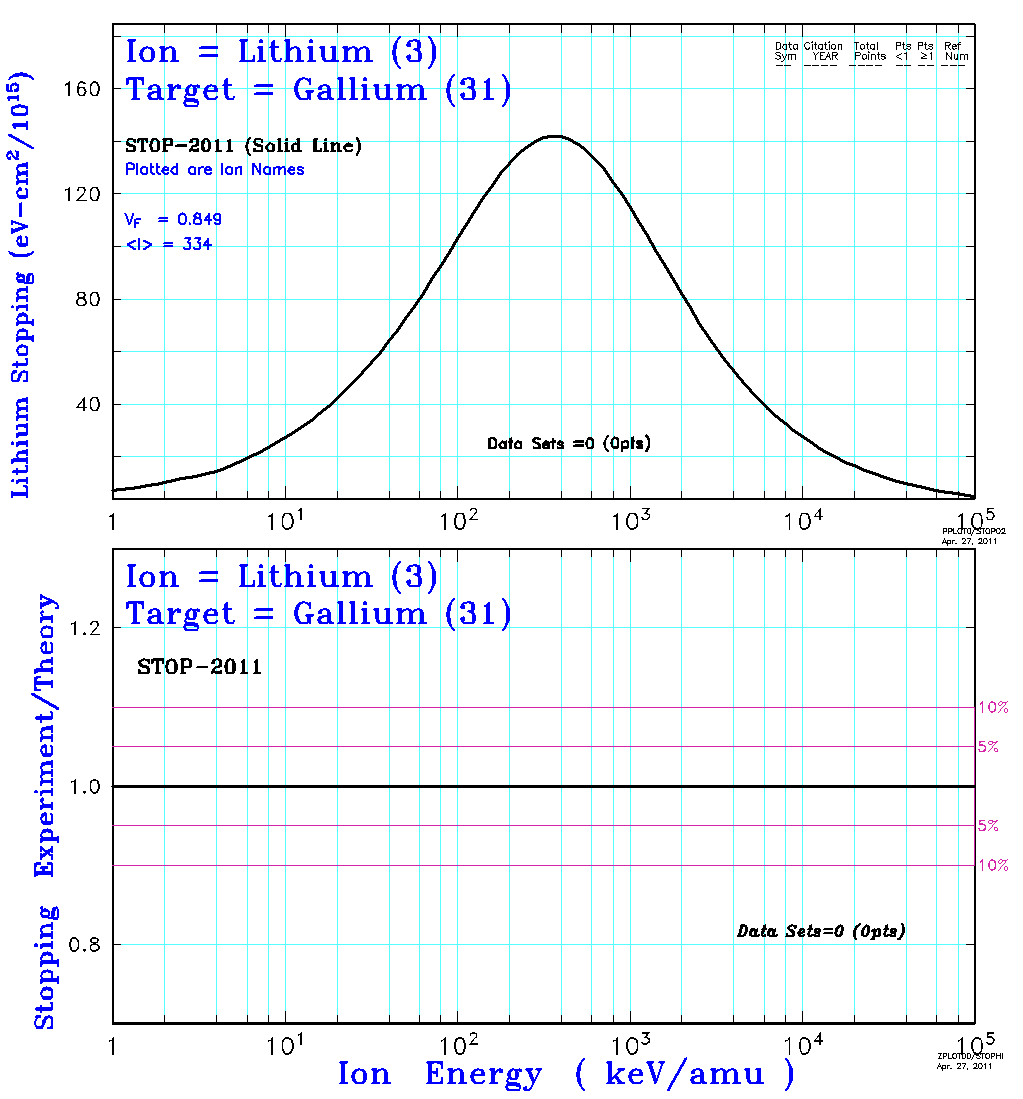 Ion = Lithium (3)
Target = Gallium (31)
Data Citation Total Pts Pts Ref
Sym YEAR Points <1 ≥1 Num
STOP-2011 (Solid Line)
Plotted are Ion Names
V_F = 0.849
<I> = 334
Data Sets =0 (0pts)
Lithium Stopping (eV-cm²/10¹⁵)
160
120
80
40
1 10¹ 10² 10³ 10⁴ 10⁵
PPLOT0/STOP02
Apr. 27, 2011
Ion = Lithium (3)
Target = Gallium (31)
STOP-2011
Stopping Experiment/Theory
1.2
1.0
0.8
10%
5%
5%
10%
Data Sets=0 (0pts)
1 10¹ 10² 10³ 10⁴ 10⁵
Ion Energy ( keV/amu )
Apr. 27, 2011